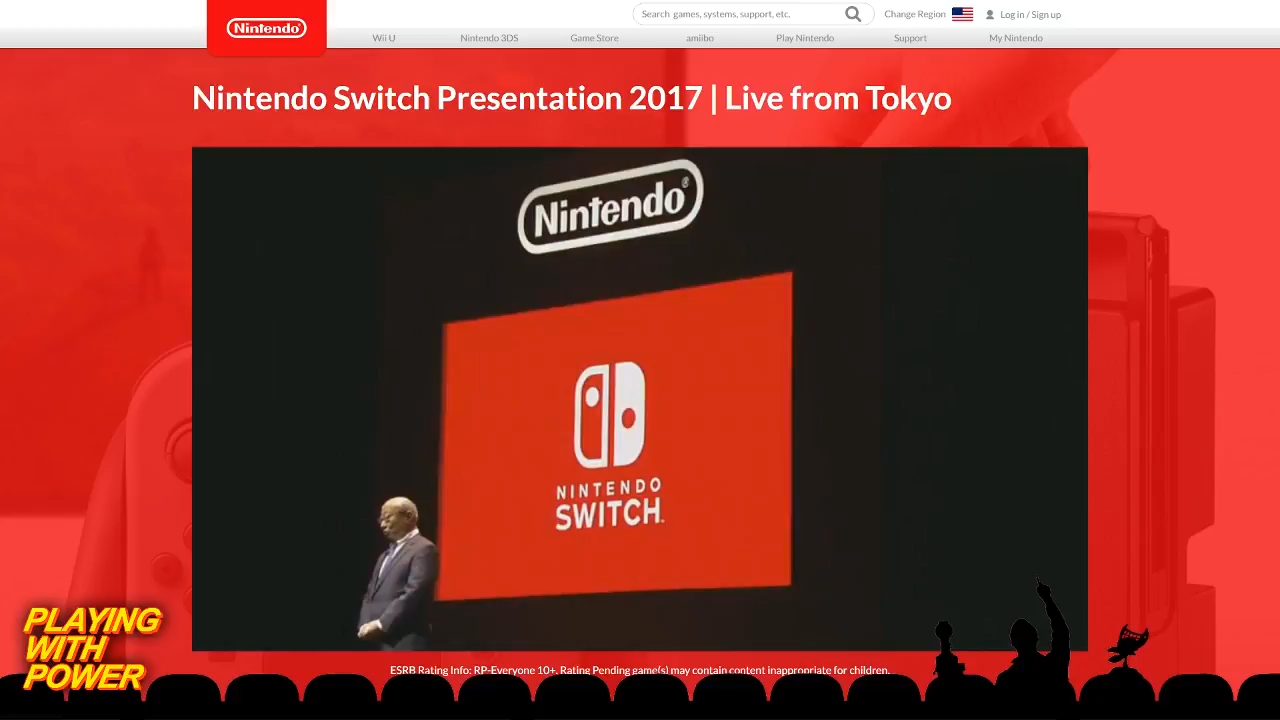 Nintendo
Search games, systems, support, etc.
Change Region
Log in / Sign up
Wii U
Nintendo 3DS
Game Store
amiibo
Play Nintendo
Support
My Nintendo
Nintendo Switch Presentation 2017 | Live from Tokyo
Nintendo®
NINTENDO
SWITCH™
PLAYING
WITH
POWER
ESRB Rating Info: RP-Everyone 10+. Rating Pending game(s) may contain content inappropriate for children.